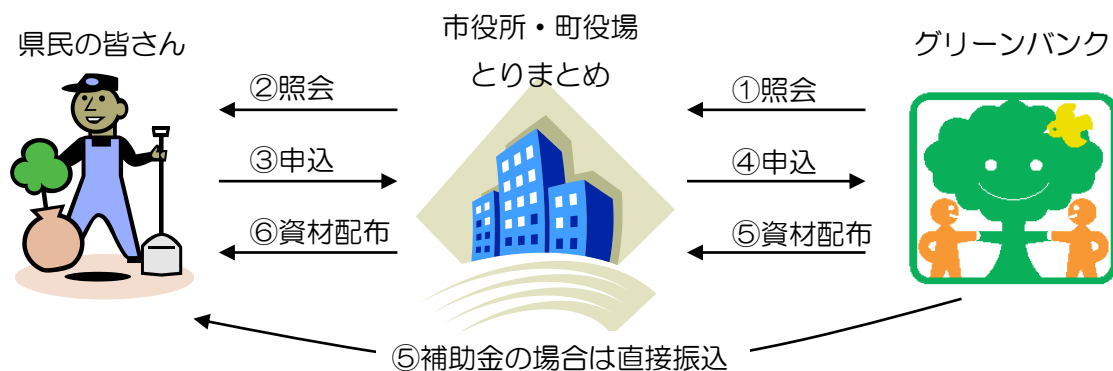 県民の皆さん
市役所・町役場
とりまとめ
グリーンバンク
②照会
①照会
③申込
④申込
⑥資材配布
⑤資材配布
⑤補助金の場合は直接振込